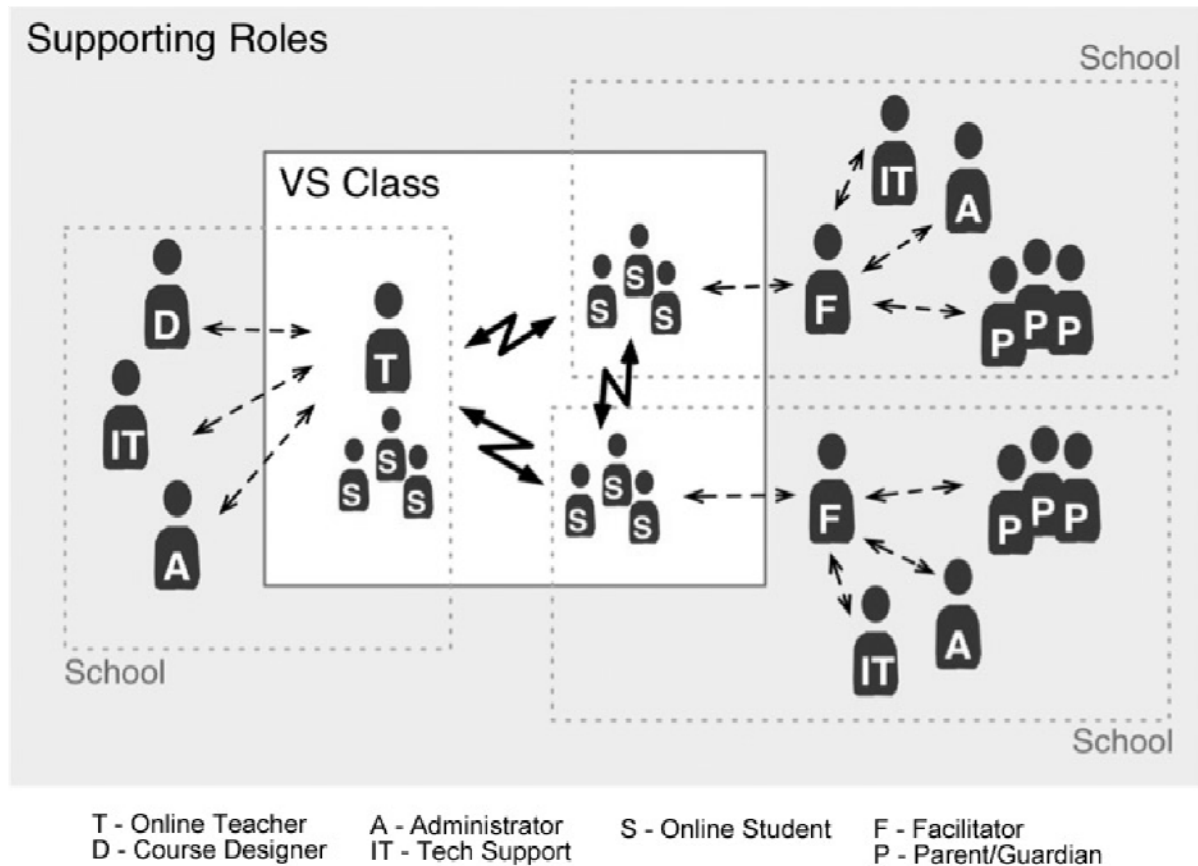 Supporting Roles
School
VS Class
IT
A
D
S
S
S
F
T
P
P
P
IT
S
S
S
S
S
S
F
P
P
P
A
A
IT
School
School
T - Online Teacher
A - Administrator
S - Online Student
F - Facilitator
D - Course Designer
IT - Tech Support
P - Parent/Guardian